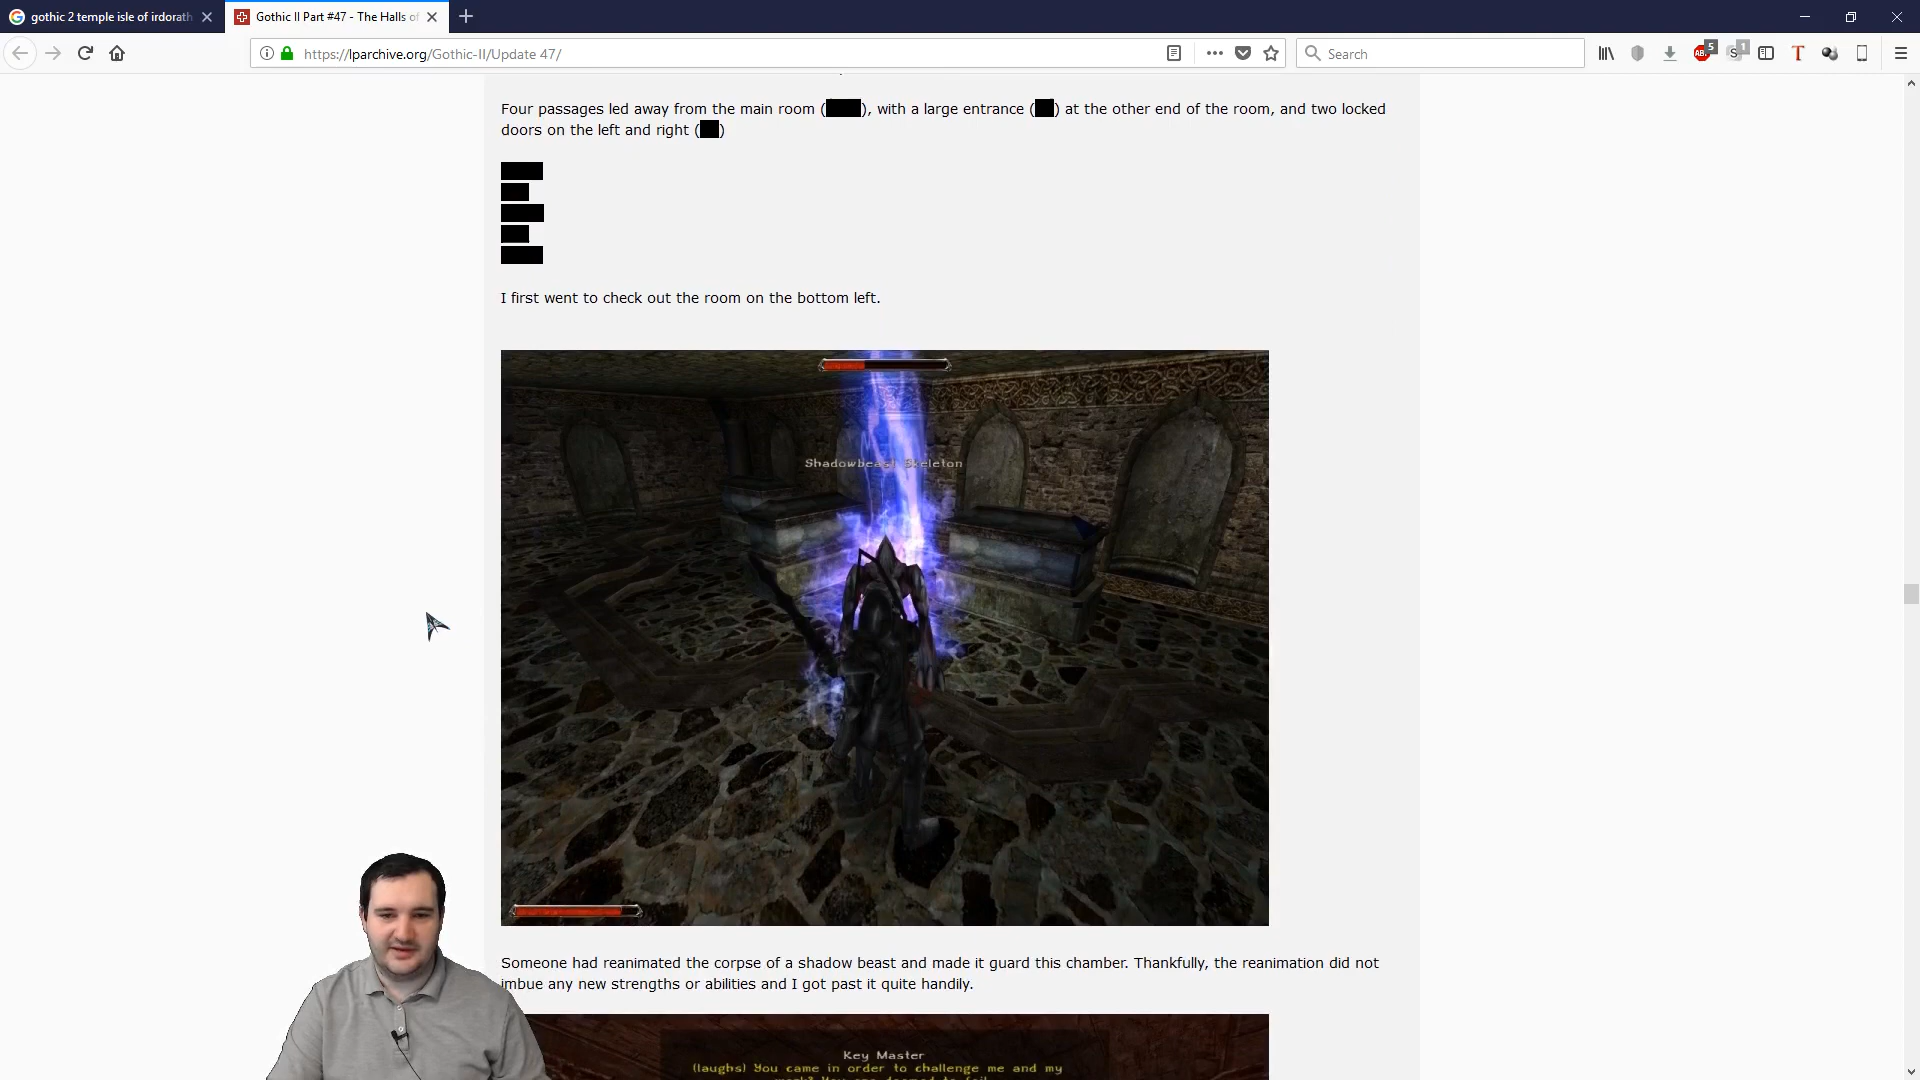 gothic 2 temple isle of irdorath
Gothic II Part #47 - The Halls of
https://lparchive.org/Gothic-II/Update 47/
Search
5
1
Four passages led away from the main room (), with a large entrance () at the other end of the room, and two locked
doors on the left and right ()
I first went to check out the room on the bottom left.
Shadowbeast Skeleton
Someone had reanimated the corpse of a shadow beast and made it guard this chamber. Thankfully, the reanimation did not
imbue any new strengths or abilities and I got past it quite handily.
Key Master
(laughs) You came in order to challenge me and my